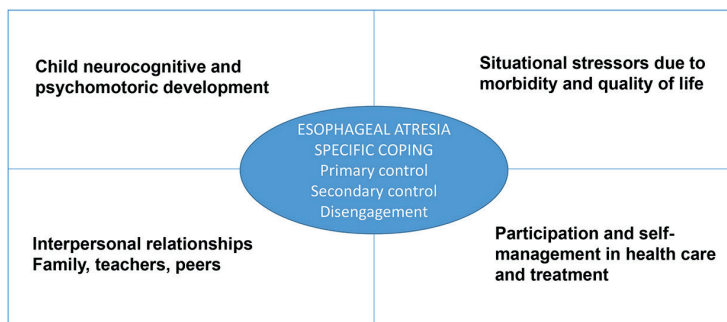 Child neurocognitive and
psychomotoric development
Situational stressors due to
morbidity and quality of life
ESOPHAGEAL ATRESIA
SPECIFIC COPING
Primary control
Secondary control
Disengagement
Interpersonal relationships
Family, teachers, peers
Participation and self-
management in health care
and treatment